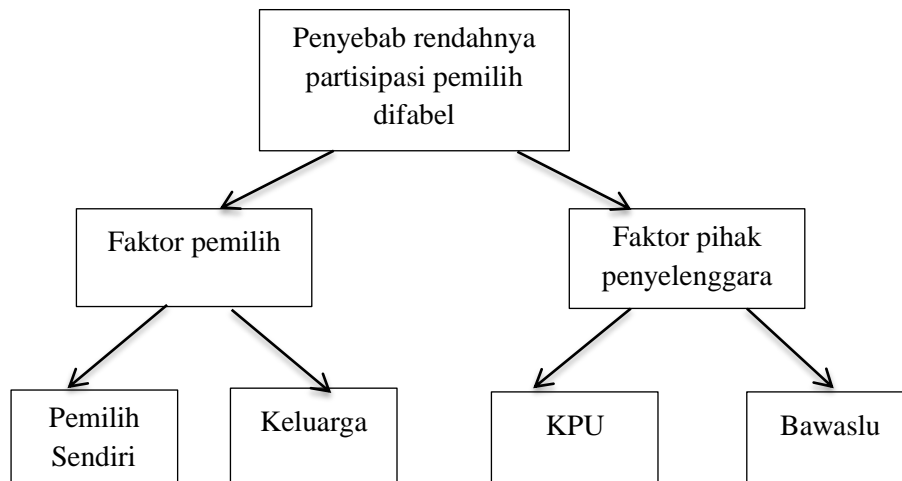 Penyebab rendahnya
partisipasi pemilih
difabel
Faktor pemilih
Faktor pihak
penyelenggara
Pemilih
Sendiri
Keluarga
KPU
Bawaslu